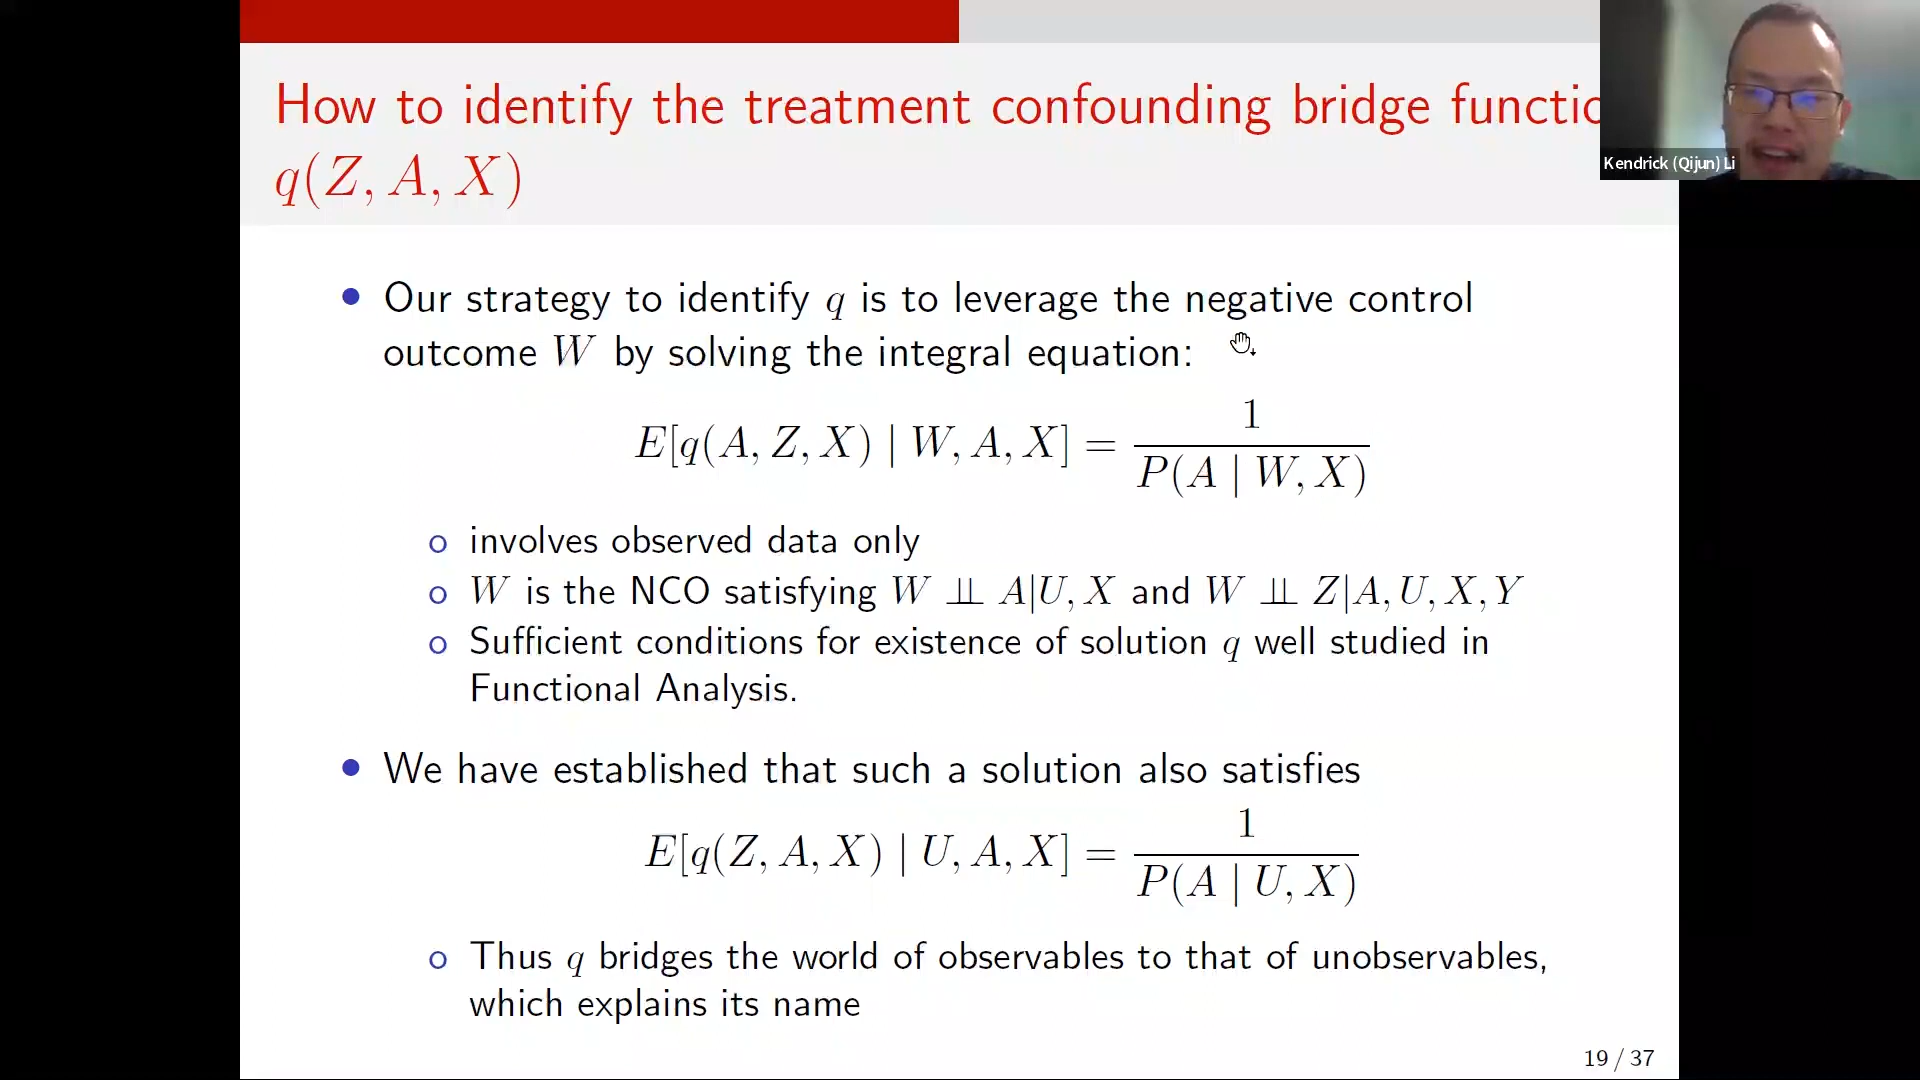 How to identify the treatment confounding bridge functio
q(Z, A, X)
Kendrick (Qijun) Li
• Our strategy to identify q is to leverage the negative control
outcome W by solving the integral equation:
E[q(A, Z, X) | W, A, X] = 1 / P(A | W, X)
○ involves observed data only
○ W is the NCO satisfying W ⫫ A|U, X and W ⫫ Z|A, U, X, Y
○ Sufficient conditions for existence of solution q well studied in
Functional Analysis.
• We have established that such a solution also satisfies
E[q(Z, A, X) | U, A, X] = 1 / P(A | U, X)
○ Thus q bridges the world of observables to that of unobservables,
which explains its name
19 / 37